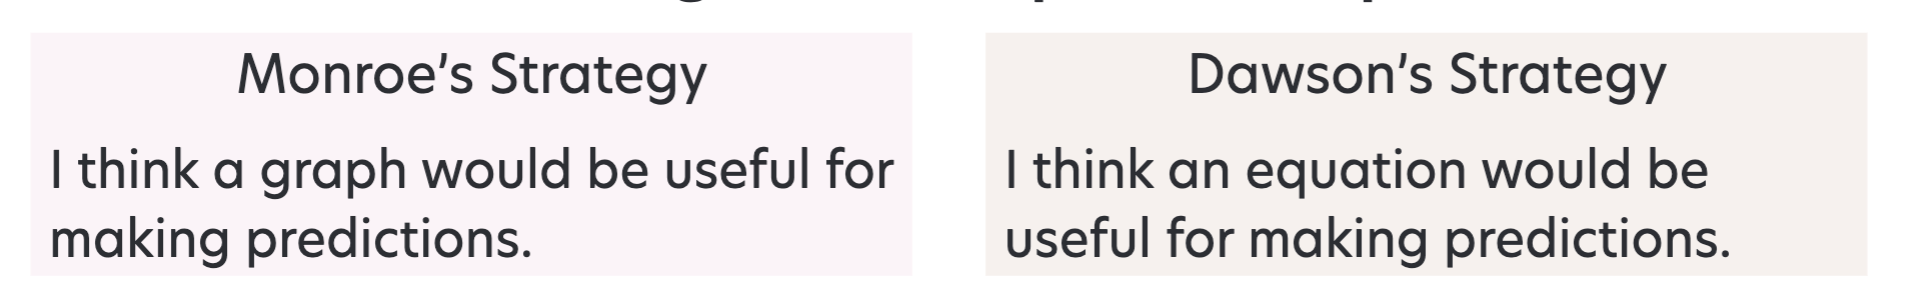 Monroe’s Strategy
I think a graph would be useful for
making predictions.
Dawson’s Strategy
I think an equation would be
useful for making predictions.